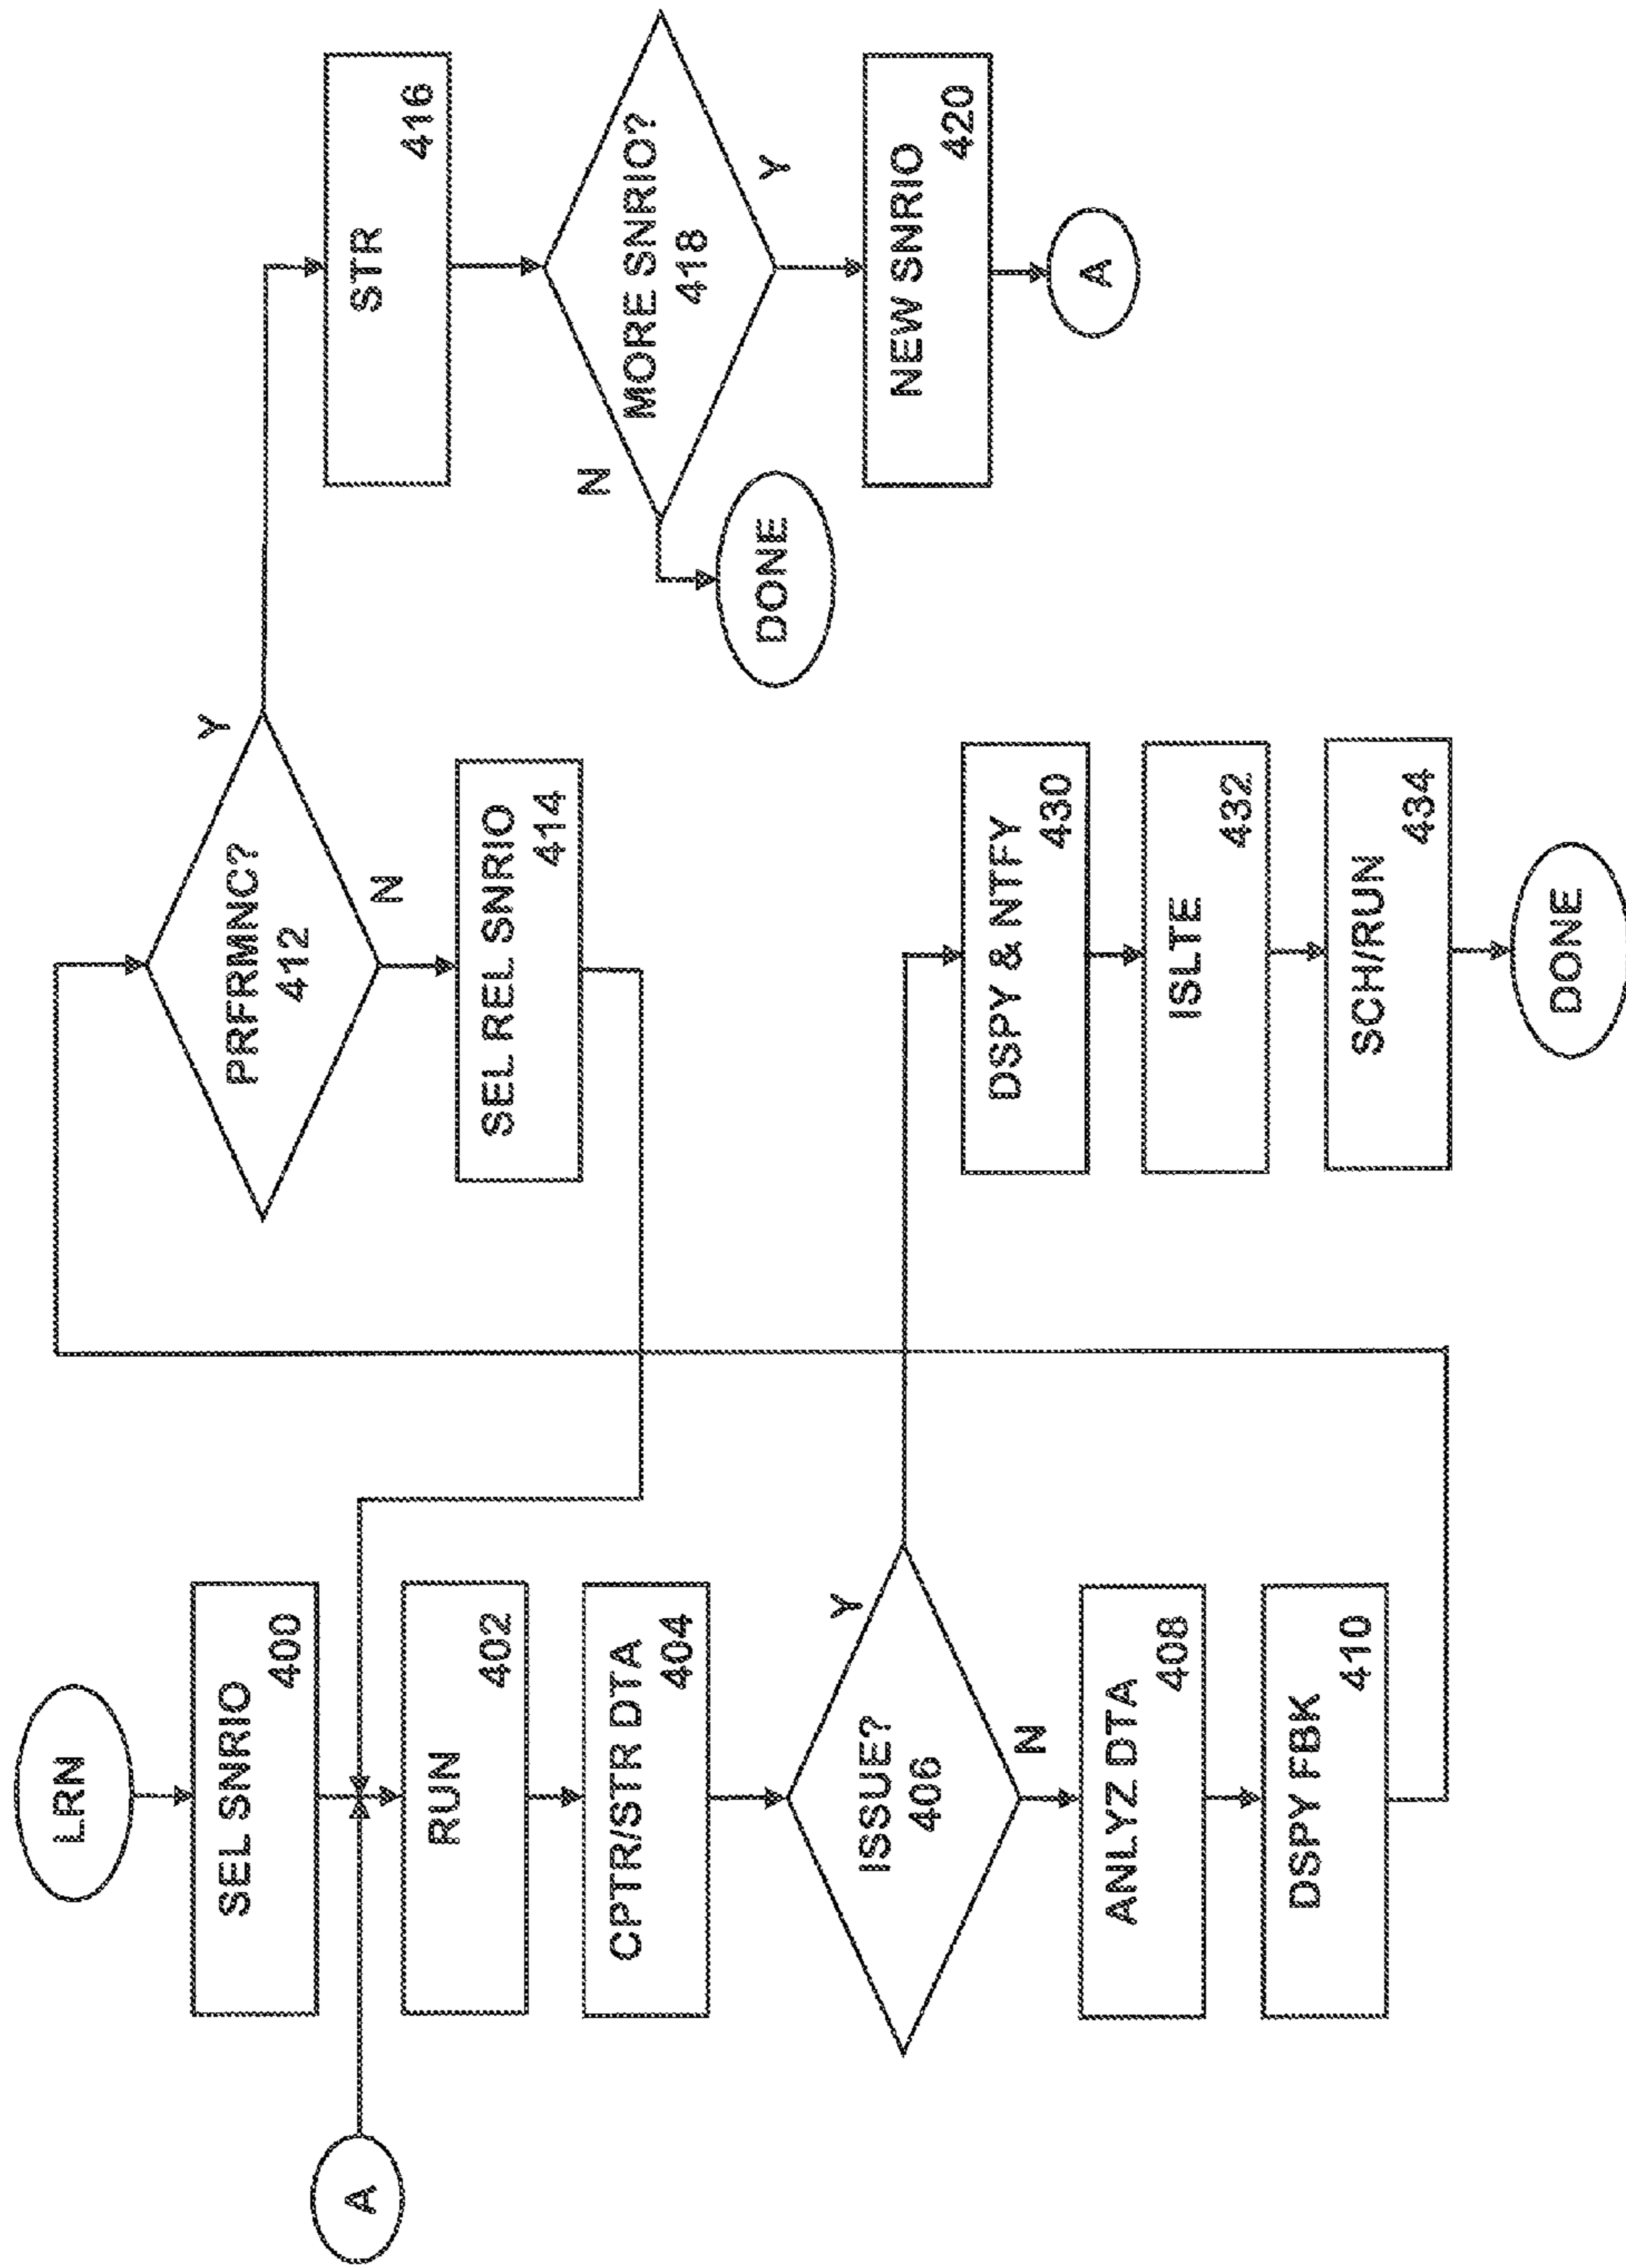 LRN
SEL SNRIO
400
A
RUN
402
CPTR/STR DTA
404
ISSUE?
406
Y
N
ANLYZ DTA
408
DSPY FBK
410
PRFRMNC?
412
Y
N
SEL REL SNRIO
414
DSPY & NTFY
430
ISLTE
432
SCH/RUN
434
DONE
STR
416
MORE SNRIO?
418
N
Y
DONE
NEW SNRIO
420
A